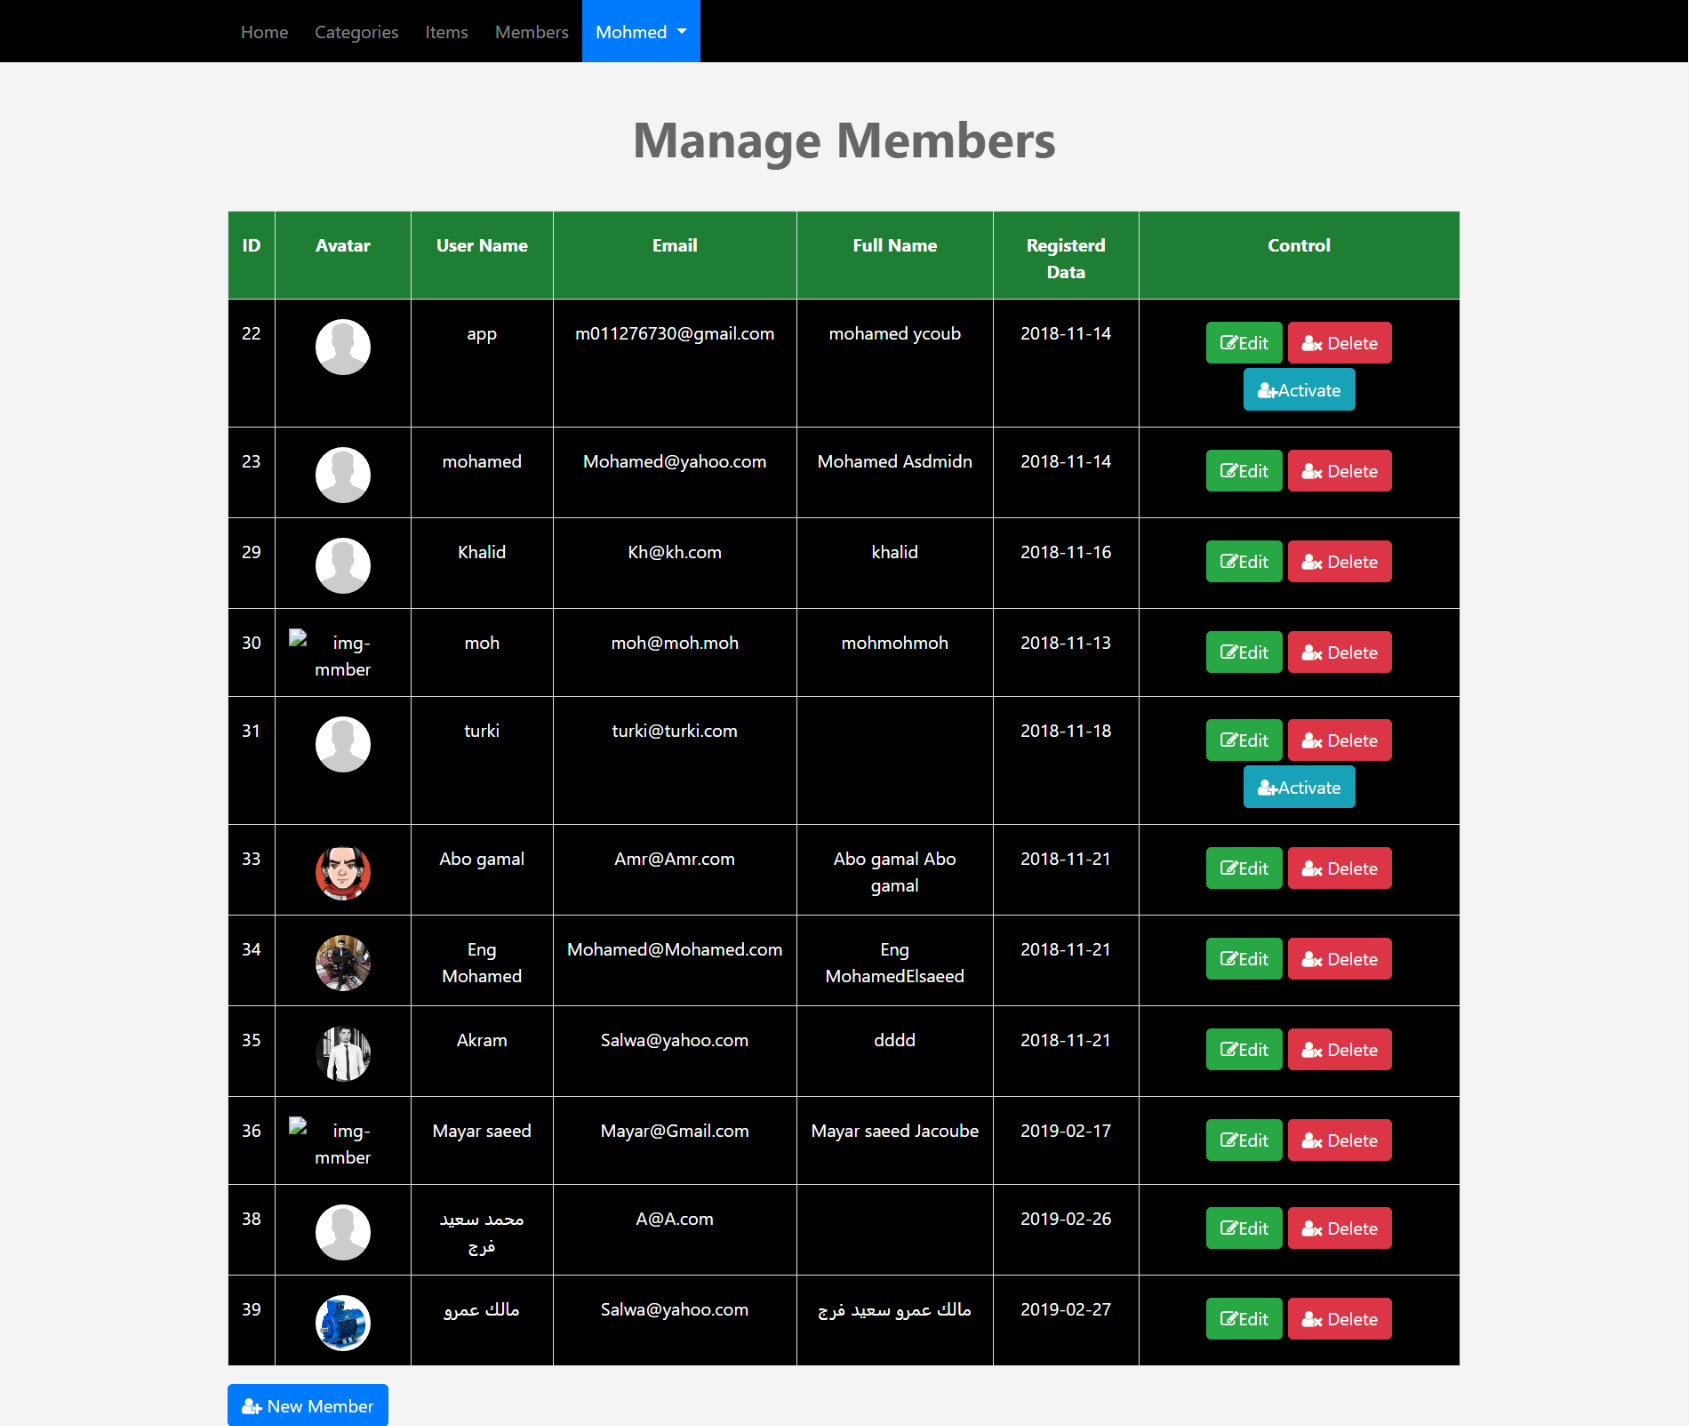 Home Categories Items Members Mohmed
Manage Members
ID Avatar User Name Email Full Name Registerd Data Control
22 app m011276730@gmail.com mohamed ycoub 2018-11-14 Edit Delete
Activate
23 mohamed Mohamed@yahoo.com Mohamed Asdmidn 2018-11-14 Edit Delete
29 Khalid Kh@kh.com khalid 2018-11-16 Edit Delete
30 img-mmber moh moh@moh.moh mohmohmoh 2018-11-13 Edit Delete
31 turki turki@turki.com 2018-11-18 Edit Delete
Activate
33 Abo gamal Amr@Amr.com Abo gamal Abo gamal 2018-11-21 Edit Delete
34 Eng Mohamed Mohamed@Mohamed.com Eng MohamedElsaeed 2018-11-21 Edit Delete
35 Akram Salwa@yahoo.com dddd 2018-11-21 Edit Delete
36 img-mmber Mayar saeed Mayar@Gmail.com Mayar saeed Jacoube 2019-02-17 Edit Delete
38 محمد سعيد فرج A@A.com 2019-02-26 Edit Delete
39 مالك عمرو Salwa@yahoo.com مالك عمرو سعيد فرج 2019-02-27 Edit Delete
New Member